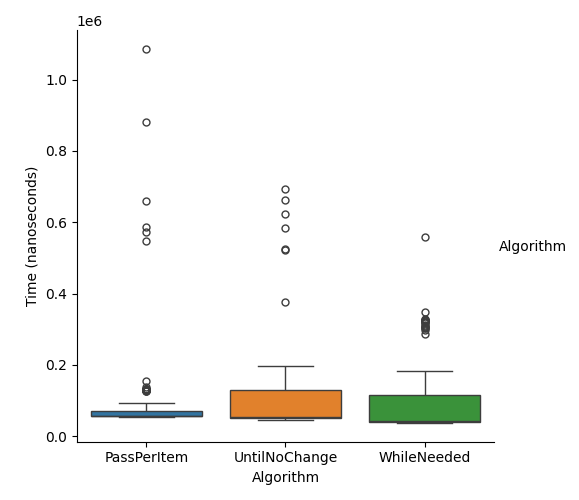 1e6
1.0
0.8
0.6
0.4
0.2
0.0
Time (nanoseconds)
PassPerItem
UntilNoChange
WhileNeeded
Algorithm
Algorithm